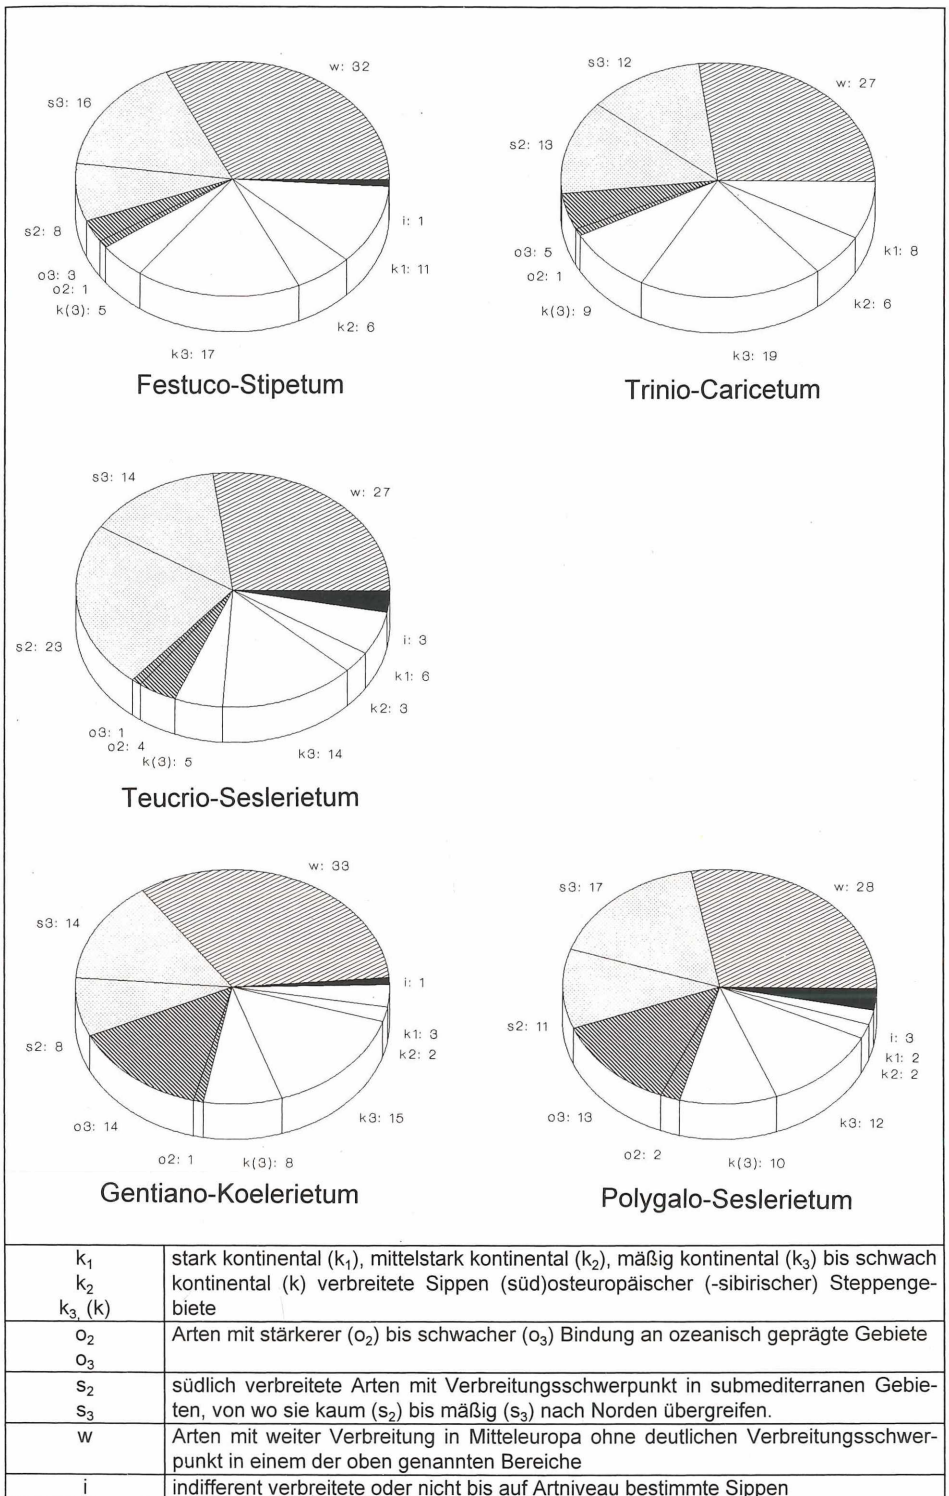 w: 32
s3: 16
s2: 8
o3: 3
o2: 1
k(3): 5
k3: 17
k2: 6
k1: 11
i: 1
Festuco-Stipetum
w: 27
s3: 12
s2: 13
o3: 5
o2: 1
k(3): 9
k3: 19
k2: 6
k1: 8
Trinio-Caricetum
w: 27
s3: 14
s2: 23
o3: 1
o2: 4
k(3): 5
k3: 14
k2: 3
k1: 6
i: 3
Teucrio-Seslerietum
w: 33
s3: 14
s2: 8
o3: 14
o2: 1
k(3): 8
k3: 15
k2: 2
k1: 3
i: 1
Gentiano-Koelerietum
w: 28
s3: 17
s2: 11
o3: 13
o2: 2
k(3): 10
k3: 12
k2: 2
k1: 2
i: 3
Polygalo-Seslerietum
k₁ stark kontinental (k₁), mittelstark kontinental (k₂), mäßig kontinental (k₃) bis schwach
k₂ kontinental (k) verbreitete Sippen (süd)osteuropäischer (-sibirischer) Steppenge-
k₃, (k) biete
o₂ Arten mit stärkerer (o₂) bis schwacher (o₃) Bindung an ozeanisch geprägte Gebiete
o₃
s₂ südlich verbreitete Arten mit Verbreitungsschwerpunkt in submediterranen Gebie-
s₃ ten, von wo sie kaum (s₂) bis mäßig (s₃) nach Norden übergreifen.
w Arten mit weiter Verbreitung in Mitteleuropa ohne deutlichen Verbreitungsschwer-
punkt in einem der oben genannten Bereiche
i indifferent verbreitete oder nicht bis auf Artniveau bestimmte Sippen